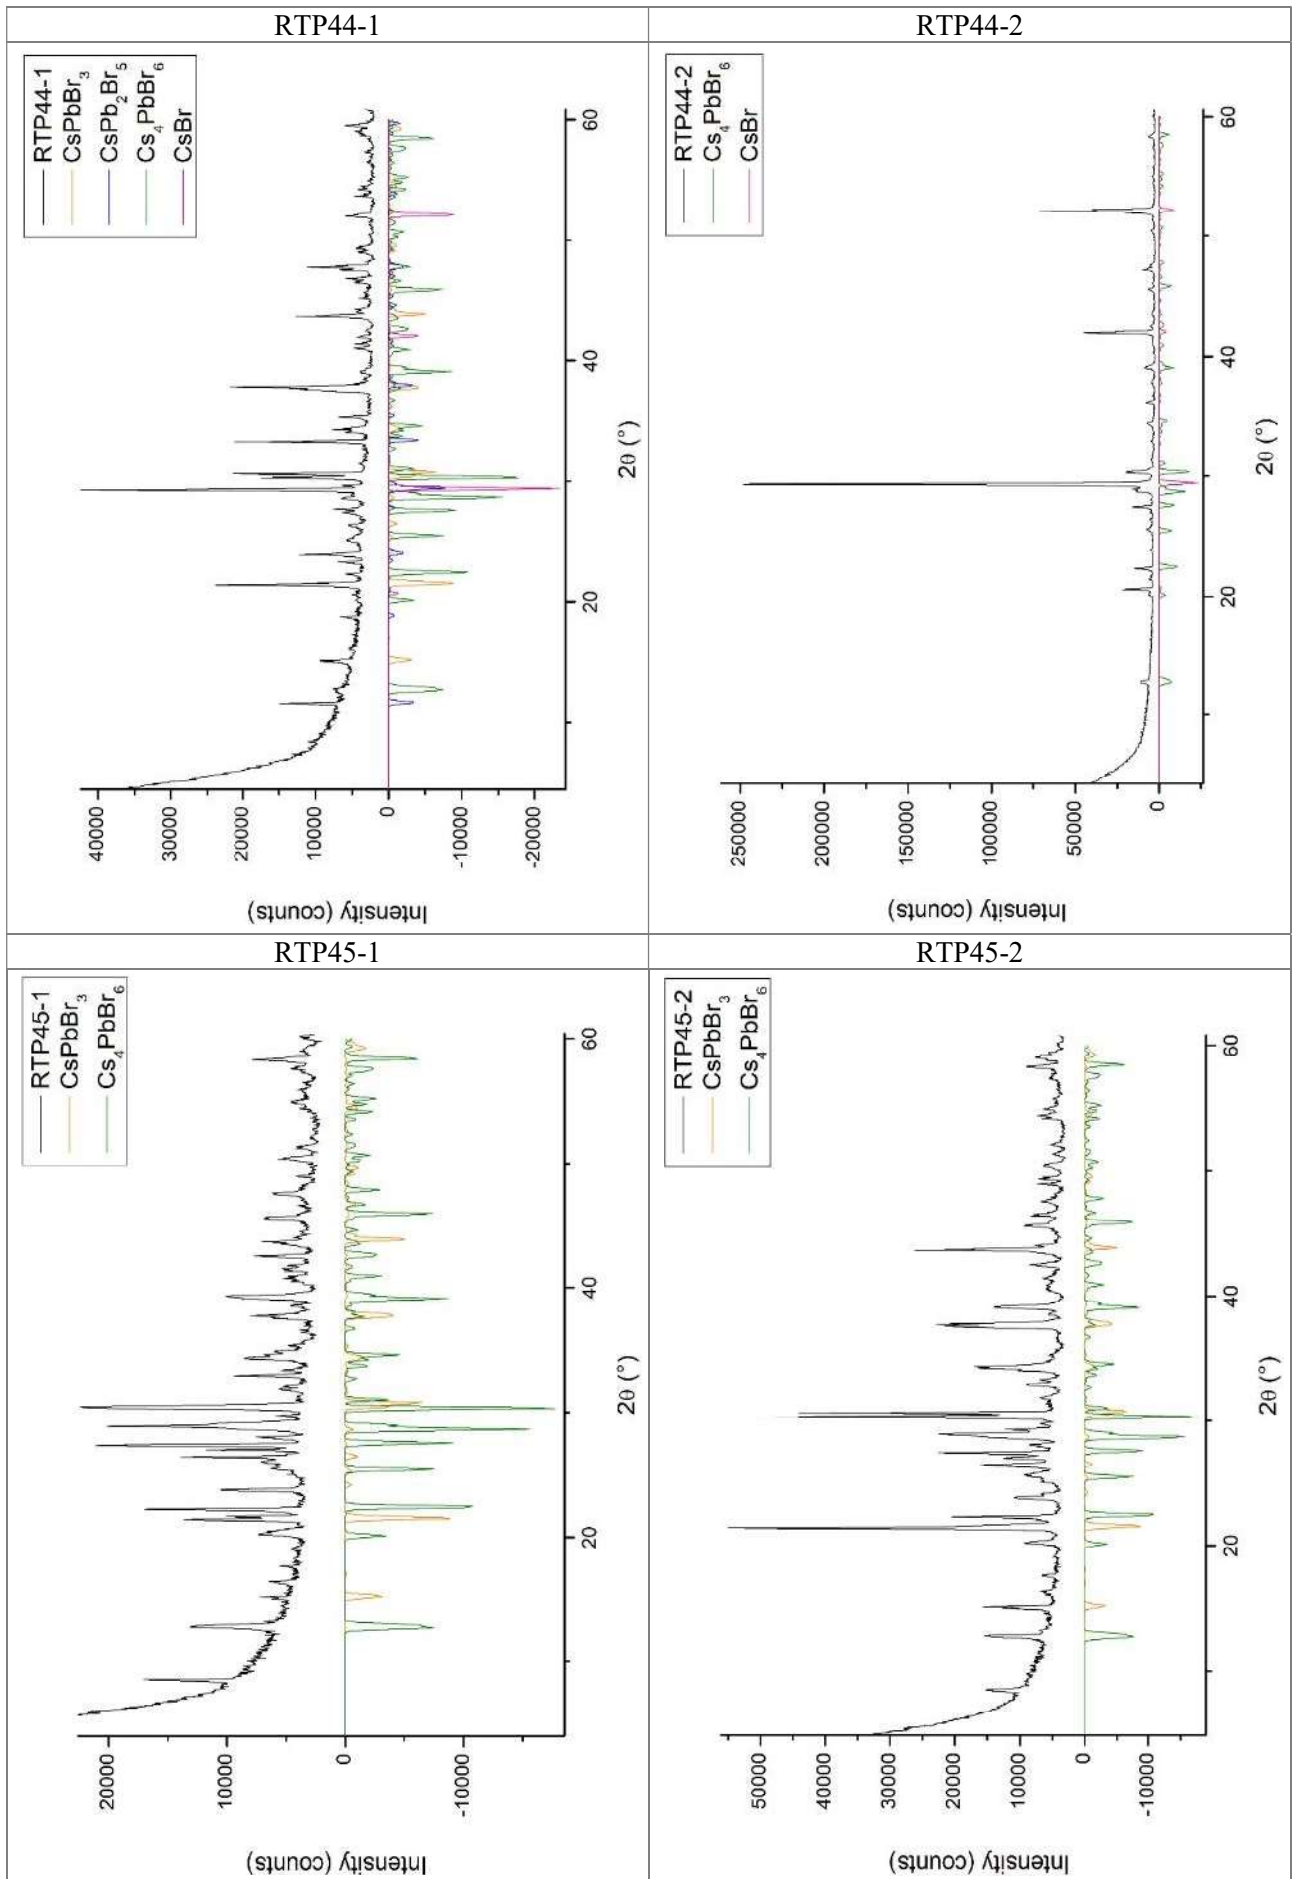 RTP44-1
RTP44-2
RTP44-1
CsPbBr₃
CsPb₂Br₅
Cs₄PbBr₆
CsBr
40000
30000
20000
10000
0
-10000
-20000
Intensity (counts)
20
40
60
2θ (°)
RTP44-2
Cs₄PbBr₆
CsBr
250000
200000
150000
100000
50000
0
Intensity (counts)
20
40
60
2θ (°)
RTP45-1
RTP45-2
RTP45-1
CsPbBr₃
Cs₄PbBr₆
20000
10000
0
-10000
Intensity (counts)
20
40
60
2θ (°)
RTP45-2
CsPbBr₃
Cs₄PbBr₆
50000
40000
30000
20000
10000
0
-10000
Intensity (counts)
20
40
60
2θ (°)